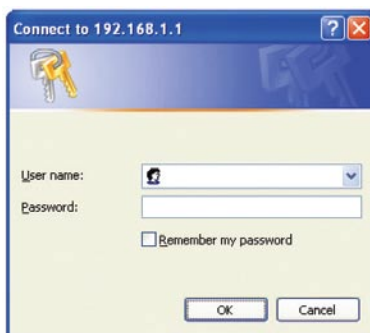 Connect to 192.168.1.1
User name:
Password:
Remember my password
OK Cancel